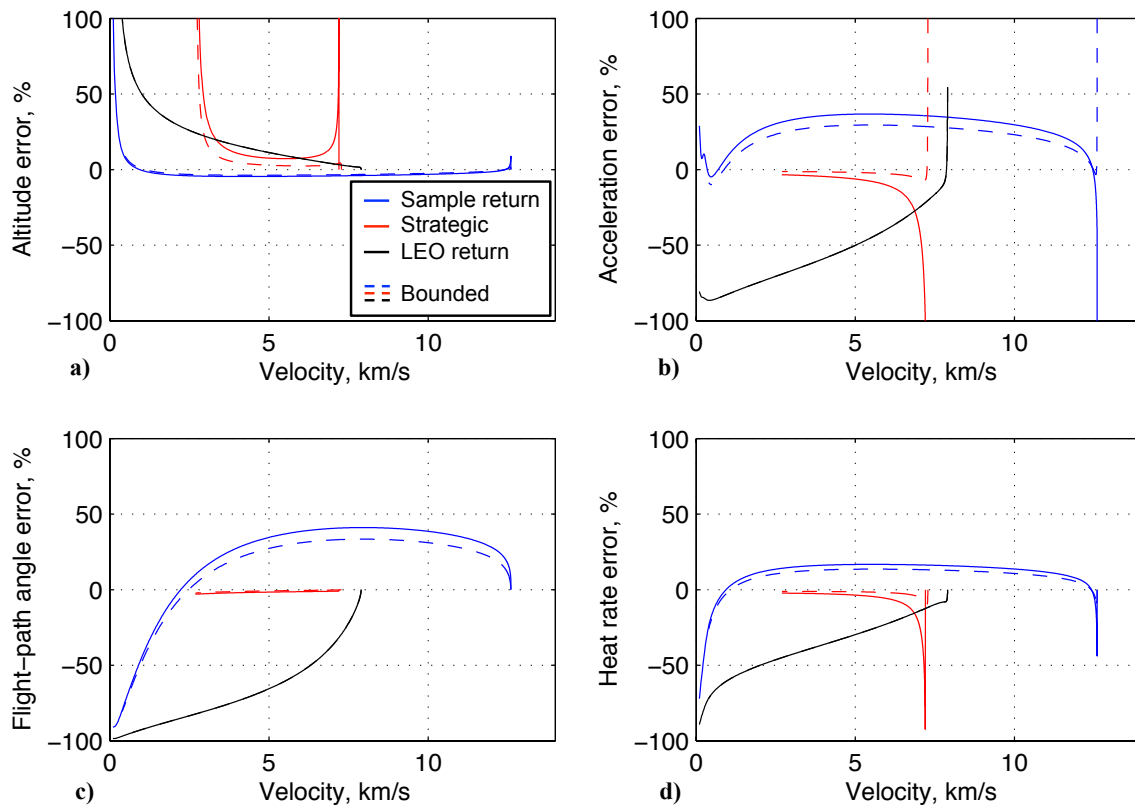 100
50
0
−50
−100
Altitude error, %
0
5
10
Velocity, km/s
a)
Sample return
Strategic
LEO return
Bounded
100
50
0
−50
−100
Acceleration error, %
0
5
10
Velocity, km/s
b)
100
50
0
−50
−100
Flight−path angle error, %
0
5
10
Velocity, km/s
c)
100
50
0
−50
−100
Heat rate error, %
0
5
10
Velocity, km/s
d)